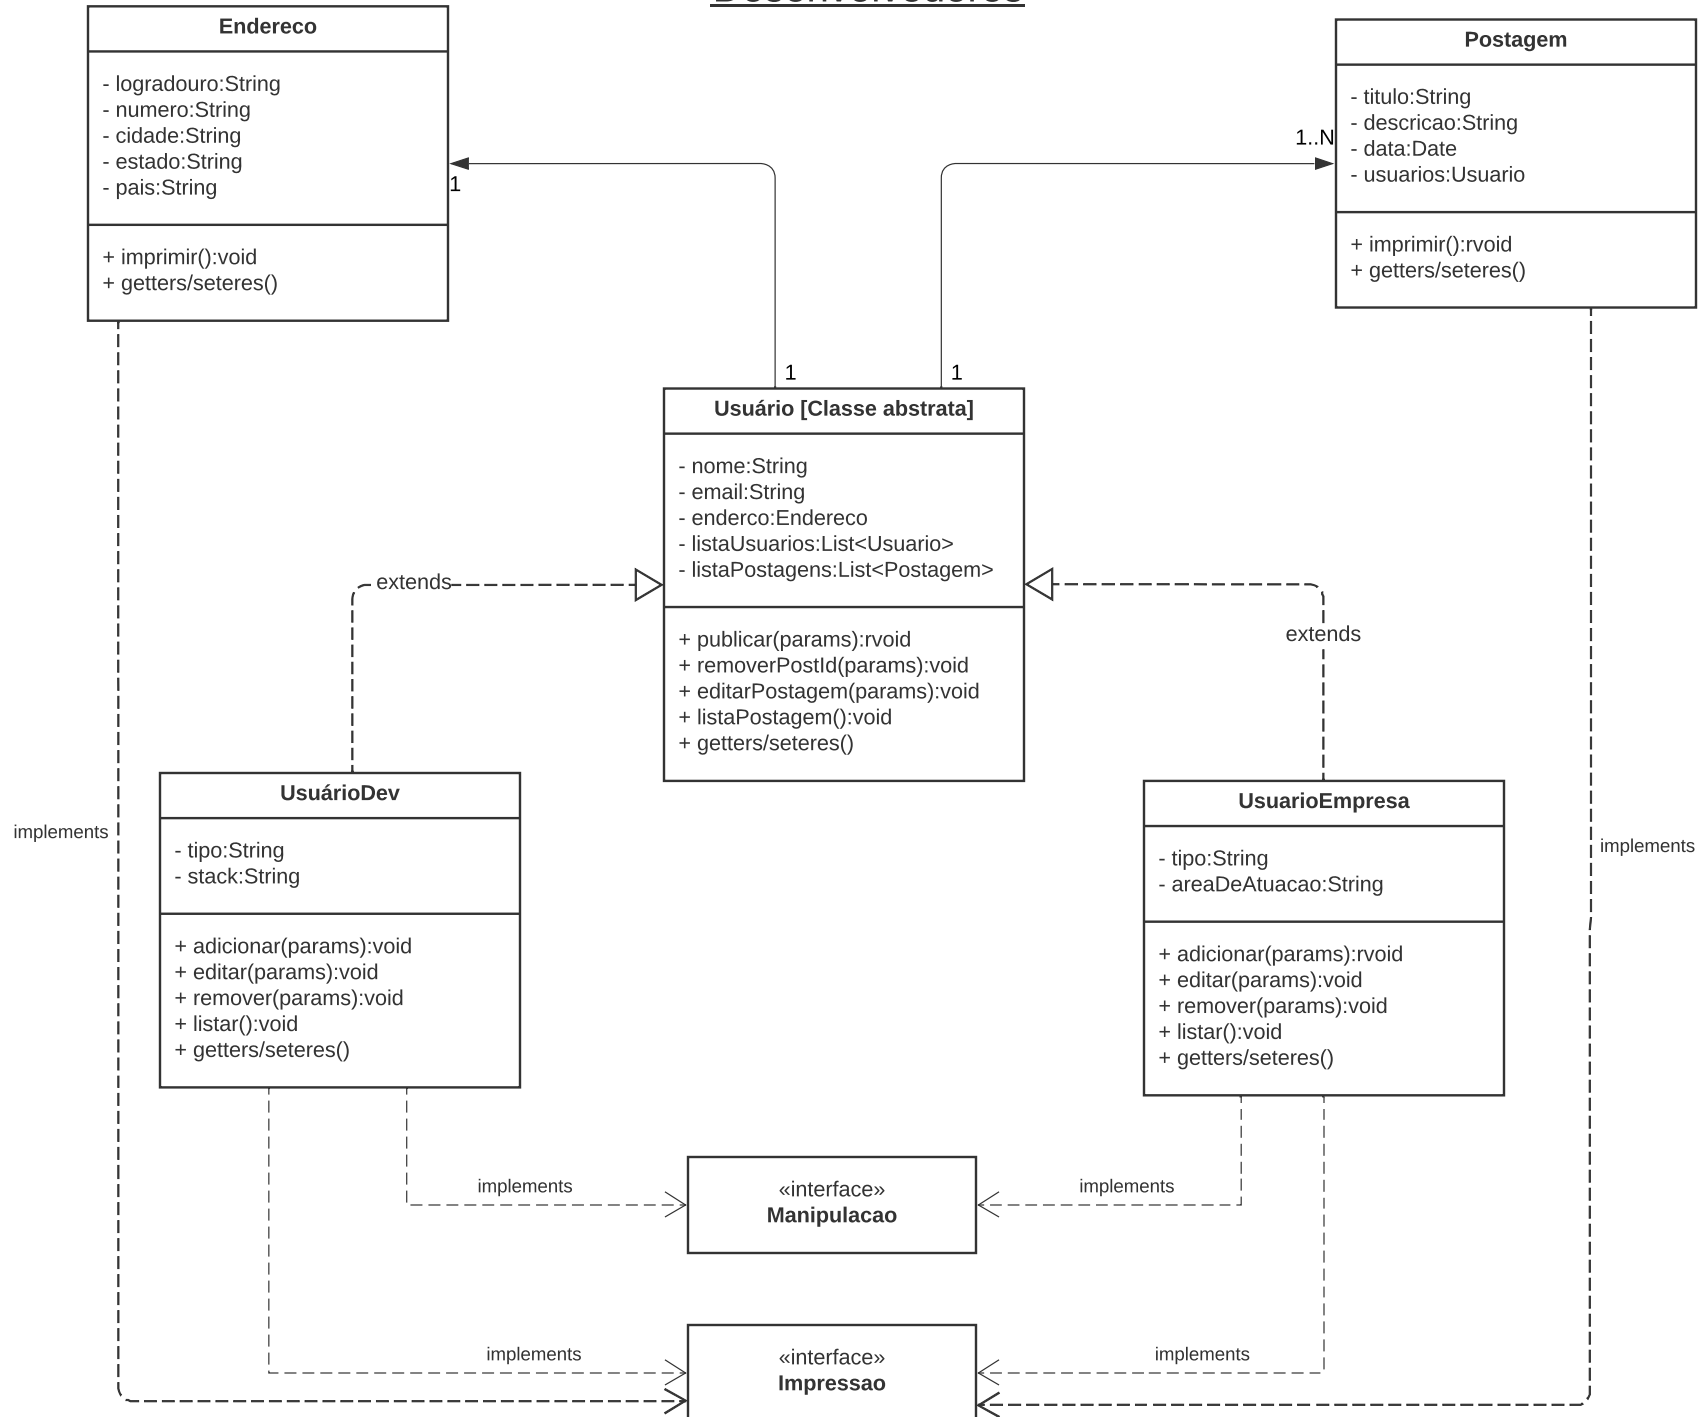 Endereco
- logradouro:String
- numero:String
- cidade:String
- estado:String
- pais:String
+ imprimir():void
+ getters/seteres()
Postagem
- titulo:String
- descricao:String
- data:Date
- usuarios:Usuario
+ imprimir():rvoid
+ getters/seteres()
1..N
1
1
1
Usuário [Classe abstrata]
- nome:String
- email:String
- enderco:Endereco
- listaUsuarios:List<Usuario>
- listaPostagens:List<Postagem>
+ publicar(params):rvoid
+ removerPostId(params):void
+ editarPostagem(params):void
+ listaPostagem():void
+ getters/seteres()
extends
extends
UsuárioDev
- tipo:String
- stack:String
+ adicionar(params):void
+ editar(params):void
+ remover(params):void
+ listar():void
+ getters/seteres()
UsuarioEmpresa
- tipo:String
- areaDeAtuacao:String
+ adicionar(params):rvoid
+ editar(params):void
+ remover(params):void
+ listar():void
+ getters/seteres()
implements
implements
implements
«interface»
Manipulacao
implements
implements
«interface»
Impressao
implements